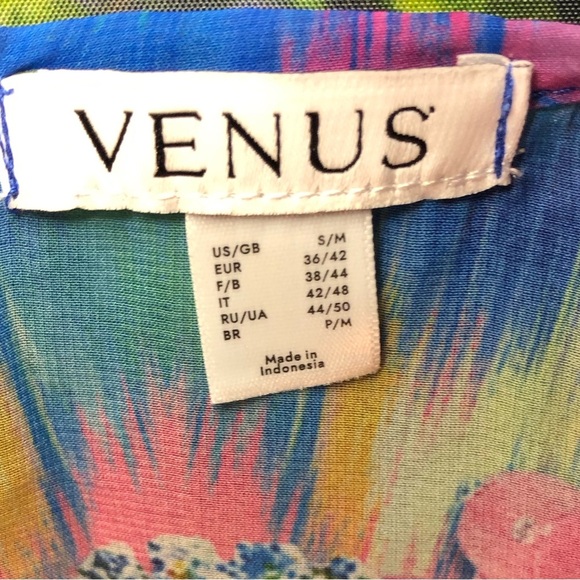 VENUS
US/GB S/M
EUR 36/42
F/B 38/44
IT 42/48
RU/UA 44/50
BR P/M
Made in
Indonesia